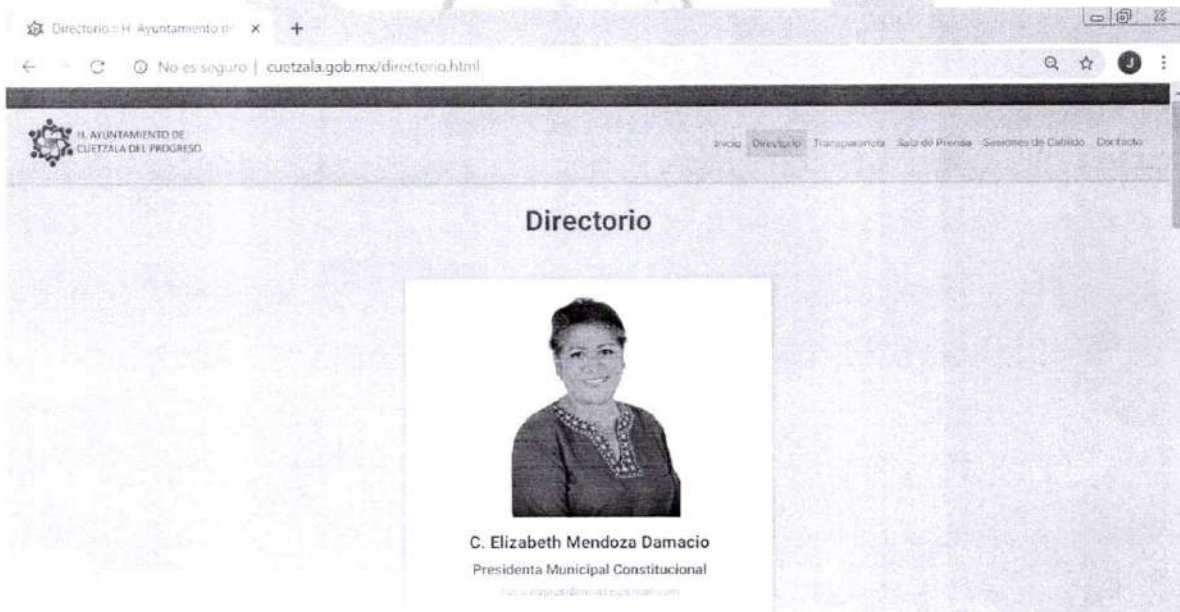 Directorio :: H. Ayuntamiento de
No es seguro | cuetzala.gob.mx/directorio.html
J
H. AYUNTAMIENTO DE
CUETZALA DEL PROGRESO
Inicio Directorio Transparencia Sala de Prensa Sesiones de Cabildo Contacto
Directorio
C. Elizabeth Mendoza Damacio
Presidenta Municipal Constitucional